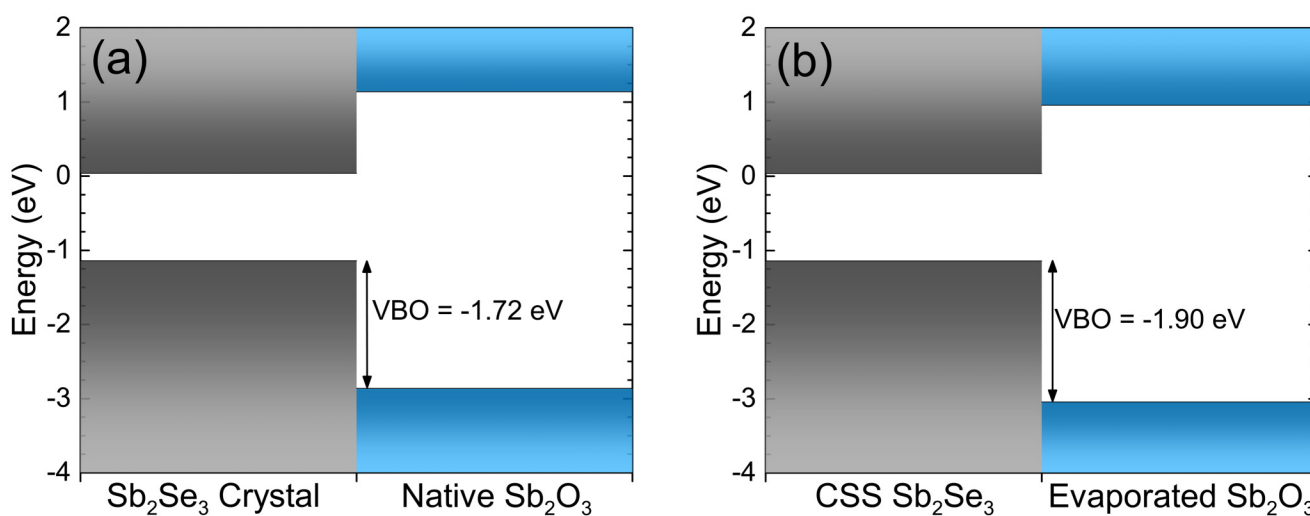 (a)
Energy (eV)
2
1
0
-1
-2
-3
-4
VBO = -1.72 eV
Sb₂Se₃ Crystal
Native Sb₂O₃
(b)
Energy (eV)
2
1
0
-1
-2
-3
-4
VBO = -1.90 eV
CSS Sb₂Se₃
Evaporated Sb₂O₃